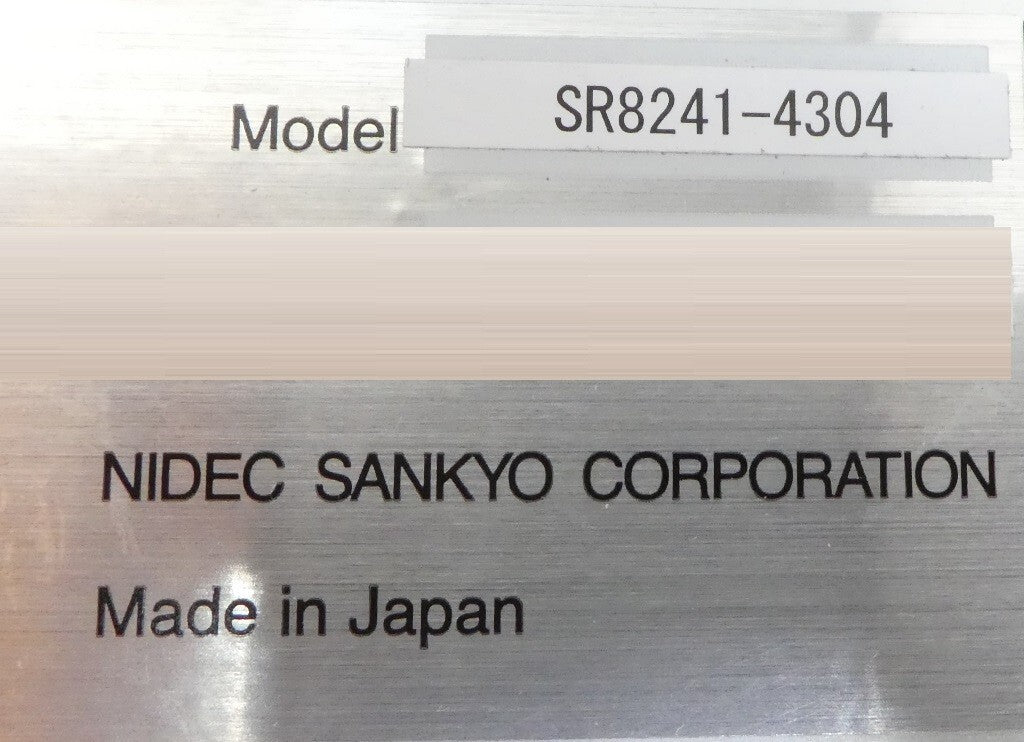 Model SR8241-4304
NIDEC SANKYO CORPORATION
Made in Japan